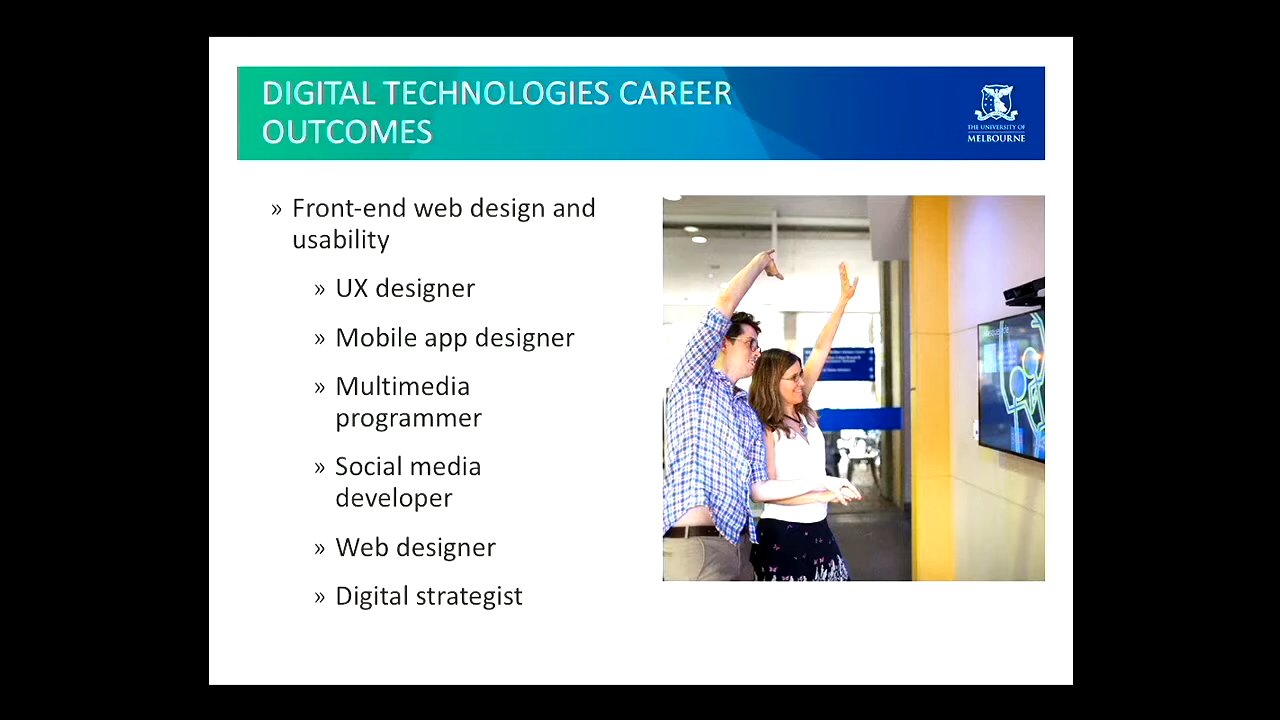 DIGITAL TECHNOLOGIES CAREER
OUTCOMES
THE UNIVERSITY OF
MELBOURNE
» Front-end web design and
usability
» UX designer
» Mobile app designer
» Multimedia
programmer
» Social media
developer
» Web designer
» Digital strategist